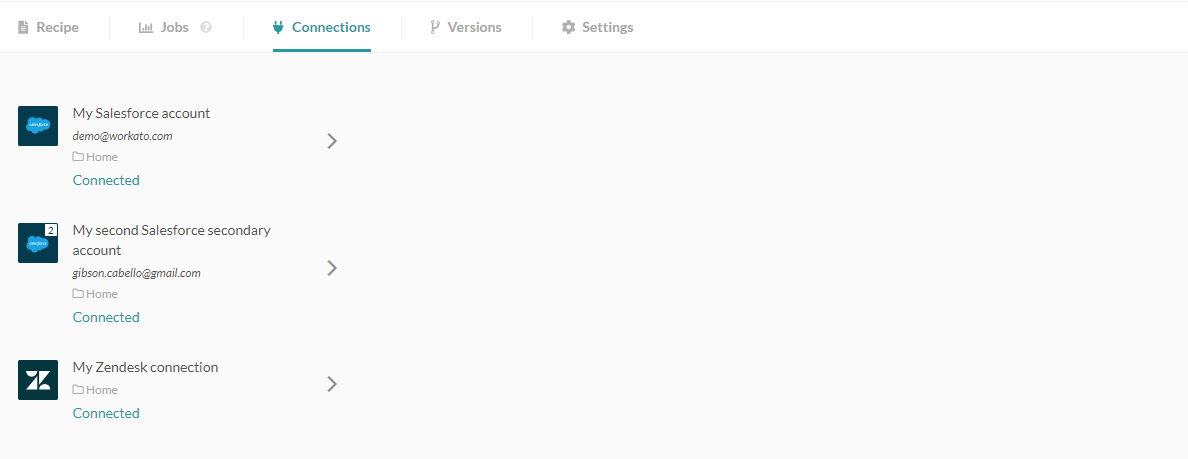 Recipe
Jobs ?
Connections
Versions
Settings
salesforce
My Salesforce account
demo@workato.com
Home
Connected
salesforce
2
My second Salesforce secondary
account
gibson.cabello@gmail.com
Home
Connected
My Zendesk connection
Home
Connected